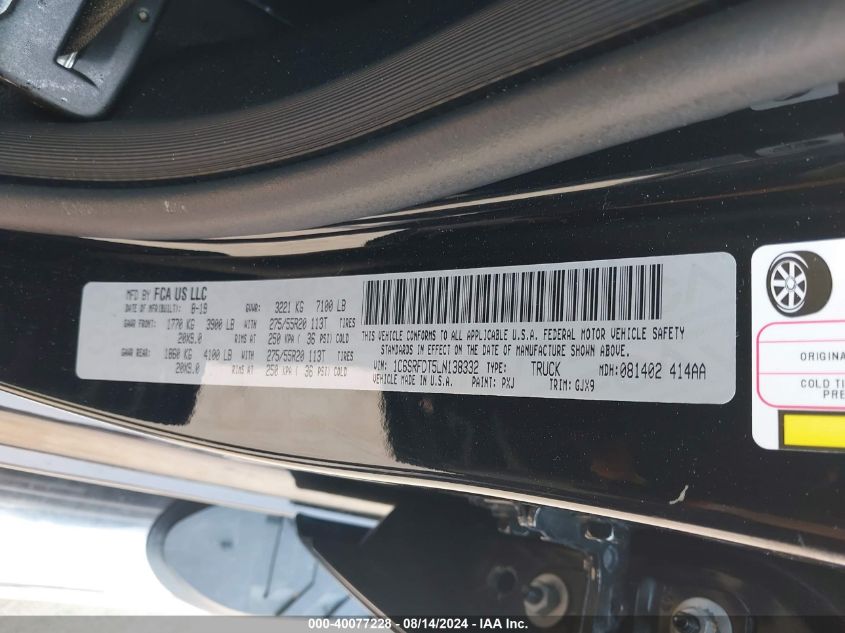 MFD BY FCA US LLC
DATE OF MFR(BUILT): 8-19 GVWR: 3221 KG 7100 LB
GAWR FRONT: 1770 KG 3900 LB WITH 275/55R20 113T TIRES
20X9.0 RIMS AT 250 KPA ( 36 PSI) COLD
GAWR REAR: 1860 KG 4100 LB WITH 275/55R20 113T TIRES
20X9.0 RIMS AT 250 KPA ( 36 PSI) COLD
THIS VEHICLE CONFORMS TO ALL APPLICABLE U.S.A. FEDERAL MOTOR VEHICLE SAFETY
STANDARDS IN EFFECT ON THE DATE OF MANUFACTURE SHOWN ABOVE.
VIN: 1C6SRFDT5LN138332 TYPE: TRUCK MDH: 081402 414AA
VEHICLE MADE IN U.S.A. PAINT: PXJ TRIM: GJX9
ORIGINA
COLD TI
PRE
000-40077228 - 08/14/2024 - IAA Inc.